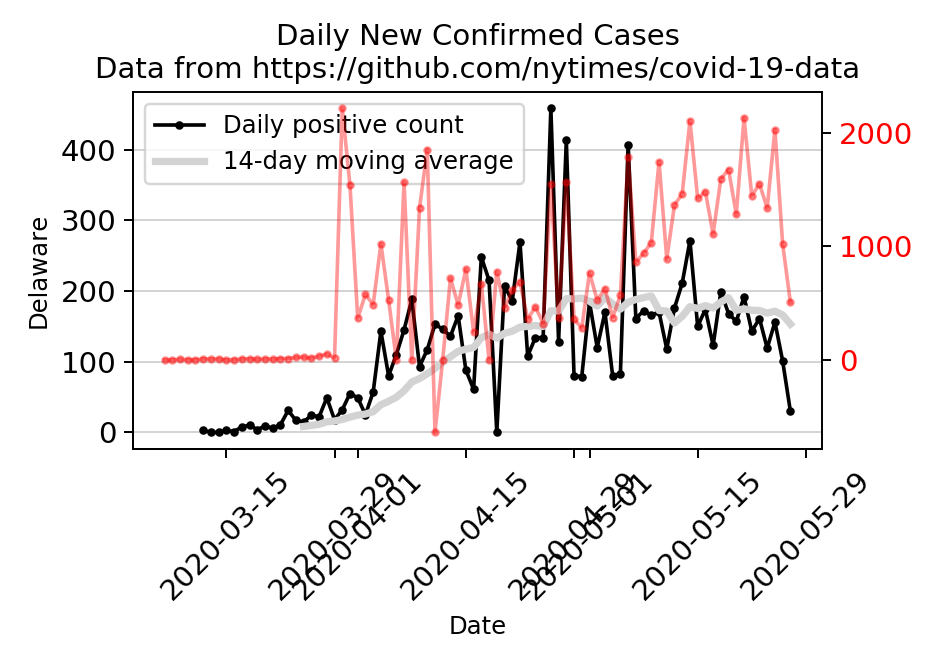 Daily New Confirmed Cases
Data from https://github.com/nytimes/covid-19-data
Daily positive count
14-day moving average
400
300
200
100
0
Delaware
2000
1000
0
2020-03-15
2020-03-29
2020-04-01
2020-04-15
2020-04-29
2020-05-01
2020-05-15
2020-05-29
Date